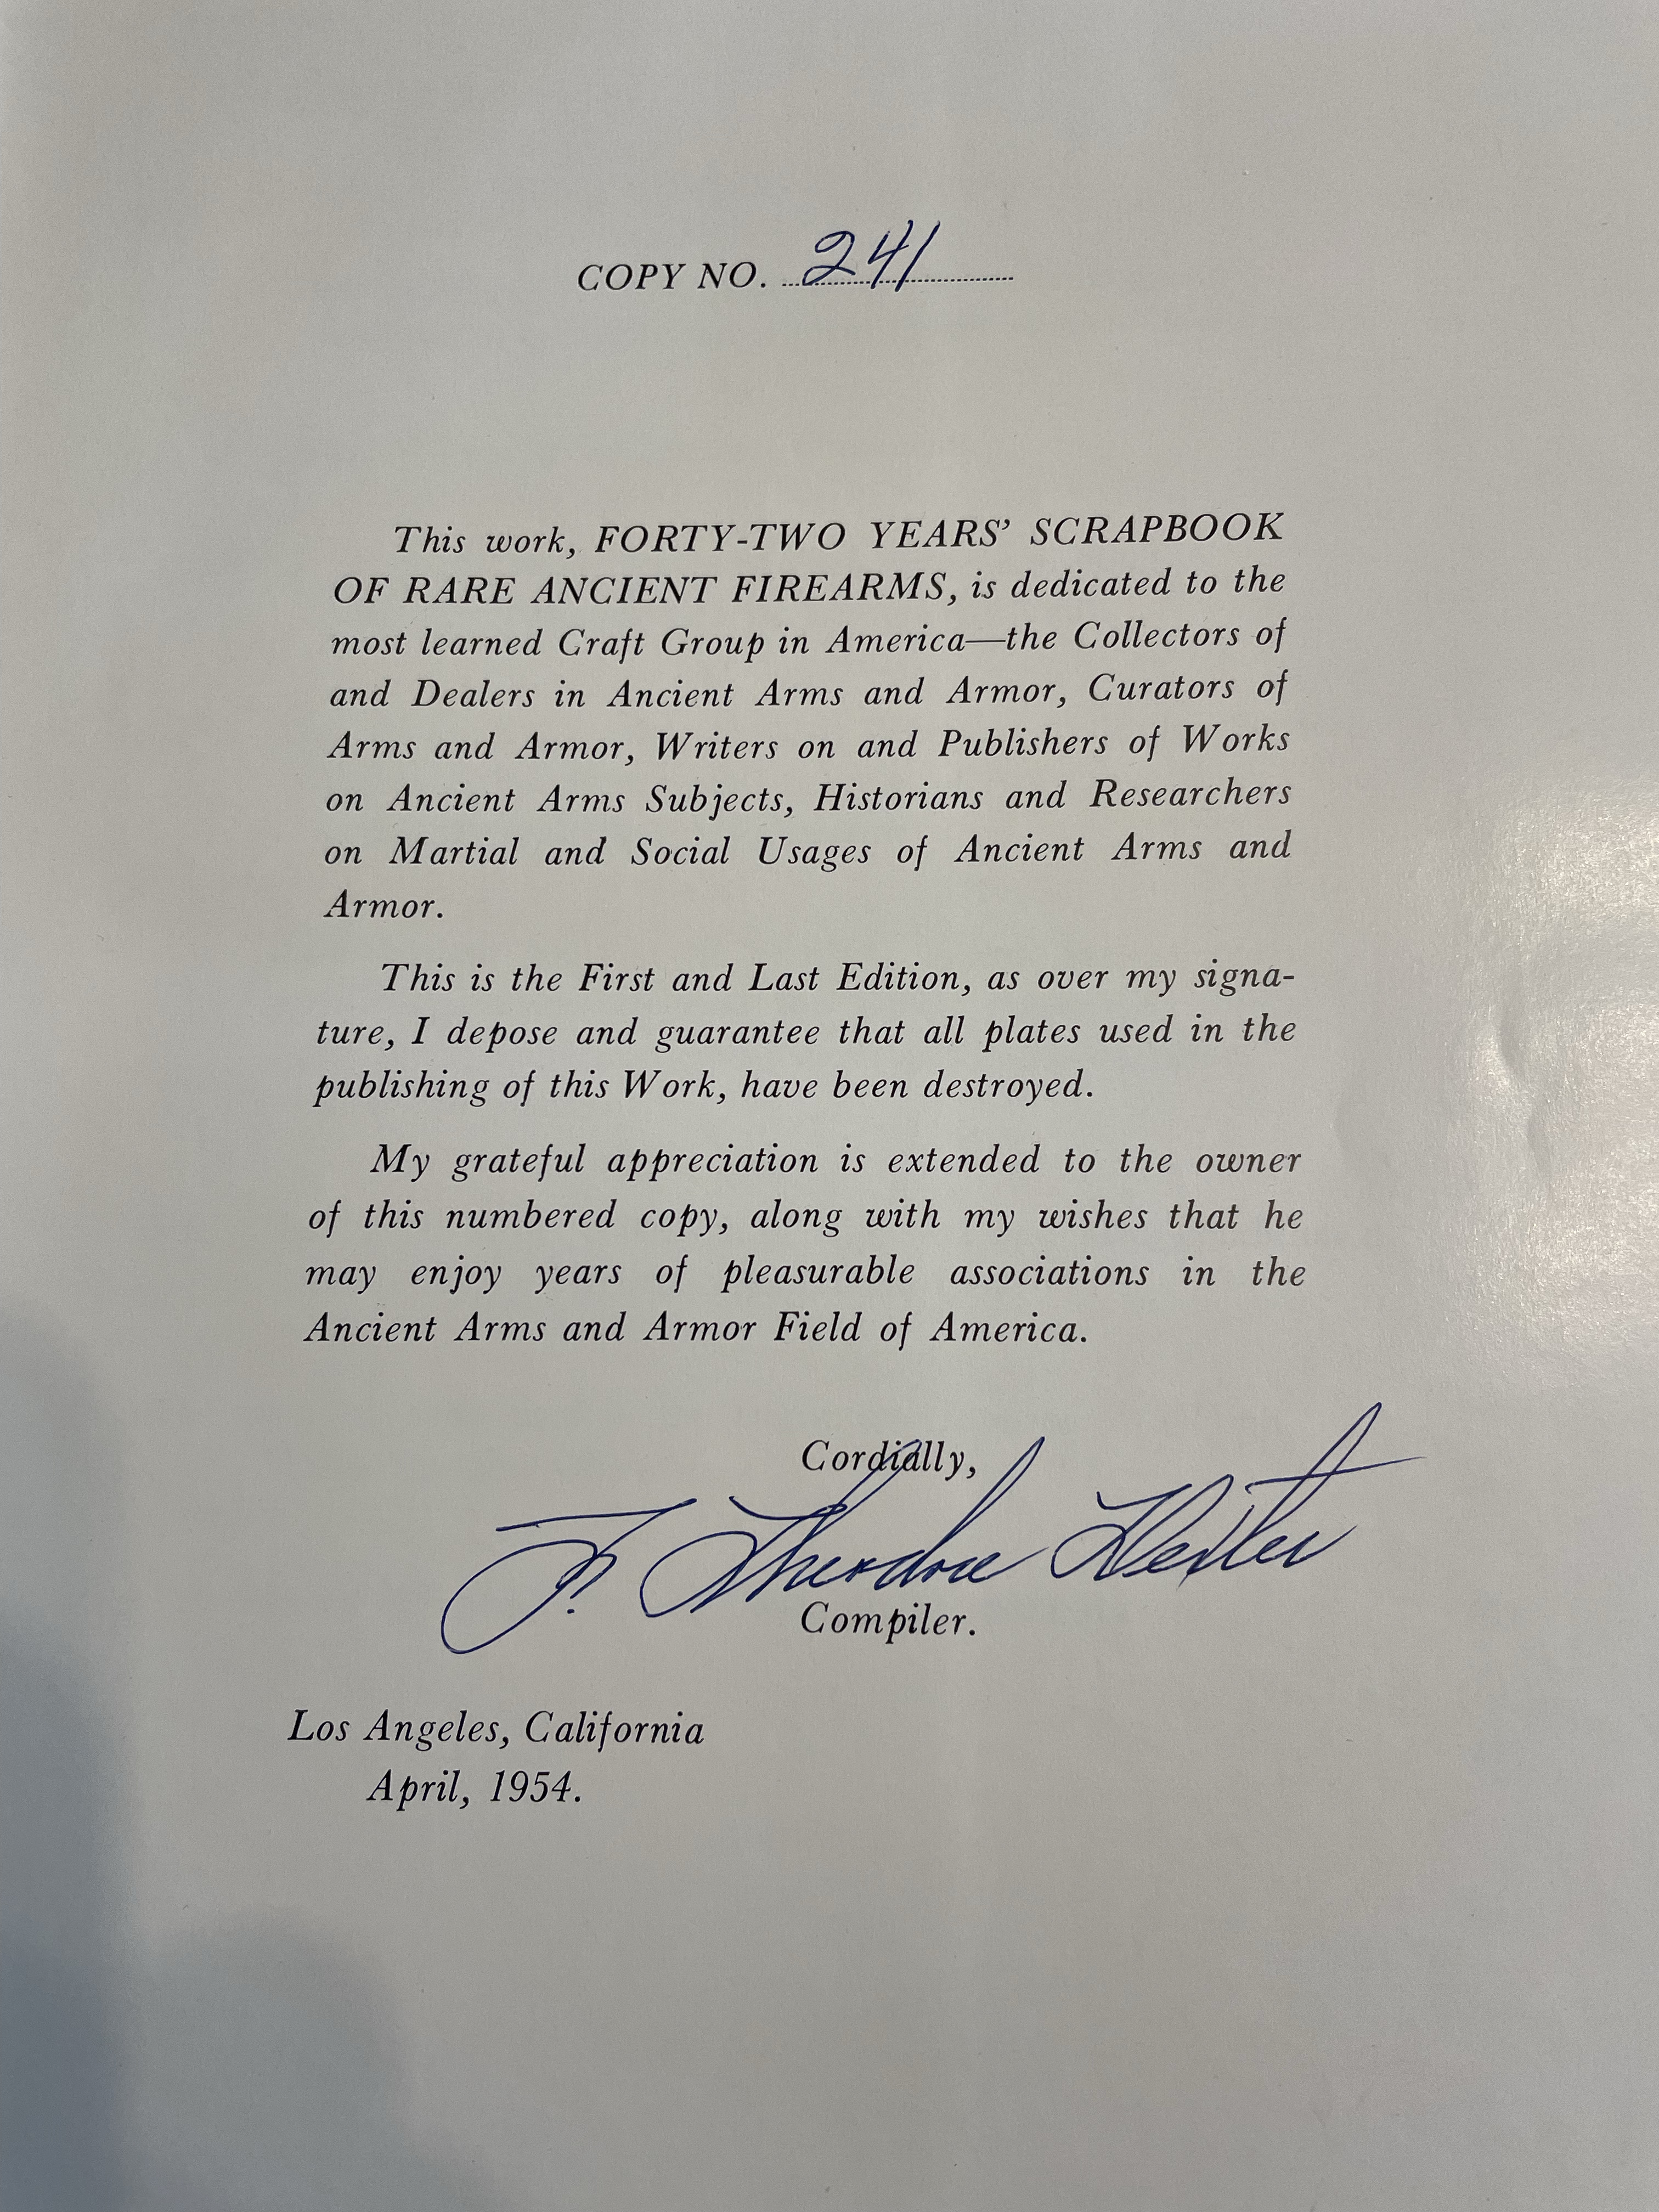 COPY NO. 241
This work, FORTY-TWO YEARS' SCRAPBOOK
OF RARE ANCIENT FIREARMS, is dedicated to the
most learned Craft Group in America—the Collectors of
and Dealers in Ancient Arms and Armor, Curators of
Arms and Armor, Writers on and Publishers of Works
on Ancient Arms Subjects, Historians and Researchers
on Martial and Social Usages of Ancient Arms and
Armor.
This is the First and Last Edition, as over my signa-
ture, I depose and guarantee that all plates used in the
publishing of this Work, have been destroyed.
My grateful appreciation is extended to the owner
of this numbered copy, along with my wishes that he
may enjoy years of pleasurable associations in the
Ancient Arms and Armor Field of America.
Cordially,
F. Theodore Dexter
Compiler.
Los Angeles, California
April, 1954.